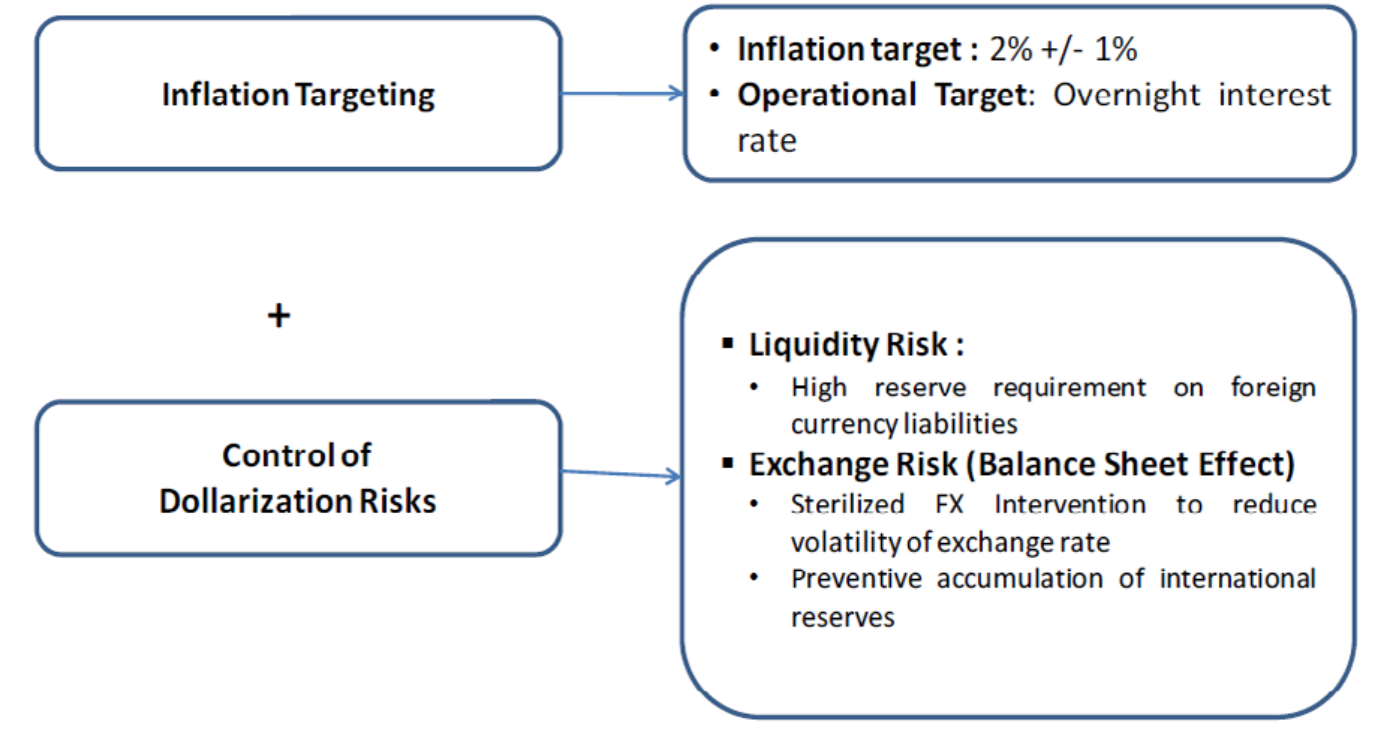 Inflation Targeting
• Inflation target : 2% +/- 1%
• Operational Target: Overnight interest
rate
+
Control of
Dollarization Risks
▪ Liquidity Risk :
• High reserve requirement on foreign
currency liabilities
▪ Exchange Risk (Balance Sheet Effect)
• Sterilized FX Intervention to reduce
volatility of exchange rate
• Preventive accumulation of international
reserves